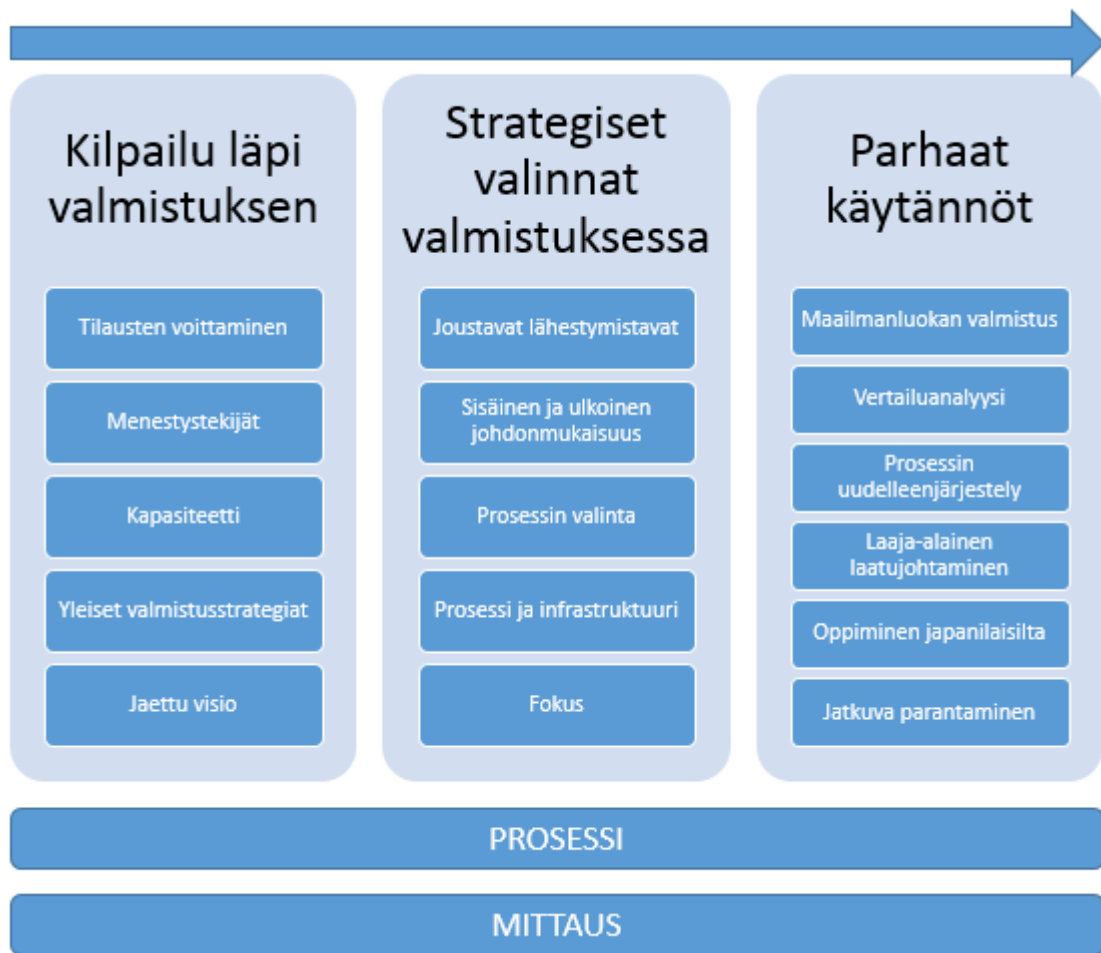 Kilpailu läpi
valmistuksen
Tilausten voittaminen
Menestystekijät
Kapasiteetti
Yleiset valmistusstrategiat
Jaettu visio
Strategiset
valinnat
valmistuksessa
Joustavat lähestymistavat
Sisäinen ja ulkoinen
johdonmukaisuus
Prosessin valinta
Prosessi ja infrastruktuuri
Fokus
Parhaat
käytännöt
Maailmanluokan valmistus
Vertailuanalyysi
Prosessin
uudelleenjärjestely
Laaja-alainen
laatujohtaminen
Oppiminen japanilaisilta
Jatkuva parantaminen
PROSESSI
MITTAUS